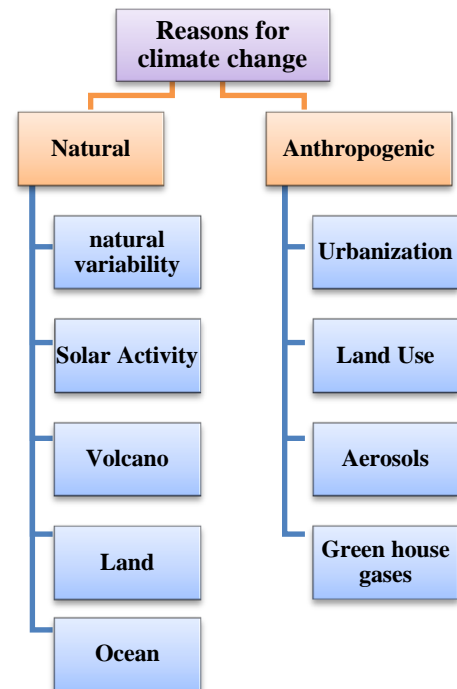 Reasons for
climate change
Natural
natural
variability
Solar Activity
Volcano
Land
Ocean
Anthropogenic
Urbanization
Land Use
Aerosols
Green house
gases